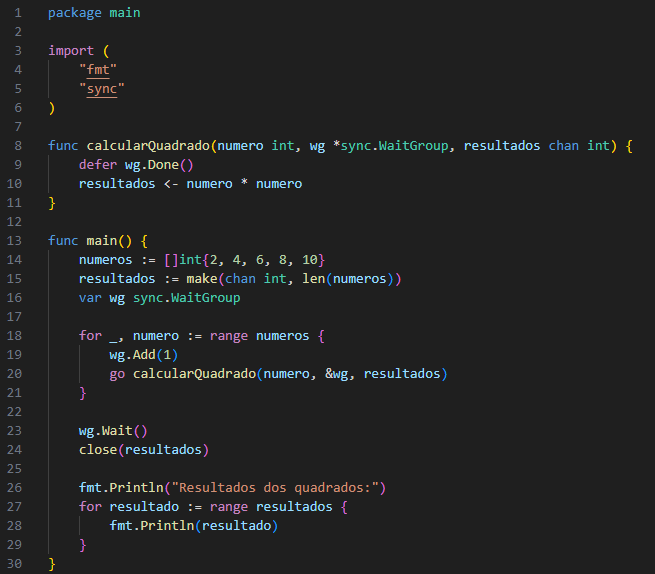 1 package main
2
3 import (
4     "fmt"
5     "sync"
6 )
7
8 func calcularQuadrado(numero int, wg *sync.WaitGroup, resultados chan int) {
9     defer wg.Done()
10     resultados <- numero * numero
11 }
12
13 func main() {
14     numeros := []int{2, 4, 6, 8, 10}
15     resultados := make(chan int, len(numeros))
16     var wg sync.WaitGroup
17
18     for _, numero := range numeros {
19         wg.Add(1)
20         go calcularQuadrado(numero, &wg, resultados)
21     }
22
23     wg.Wait()
24     close(resultados)
25
26     fmt.Println("Resultados dos quadrados:")
27     for resultado := range resultados {
28         fmt.Println(resultado)
29     }
30 }